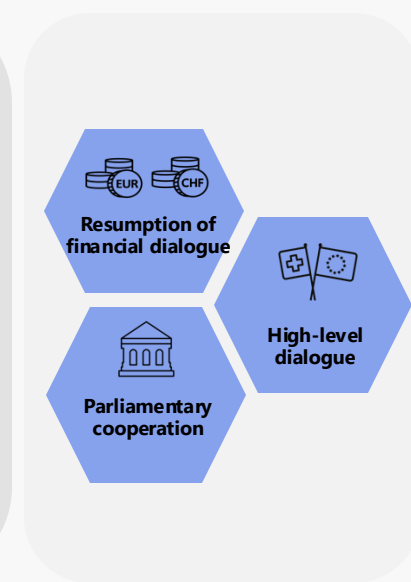 EUR
CHF
Resumption of
financial dialogue
High-level
dialogue
Parliamentary
cooperation